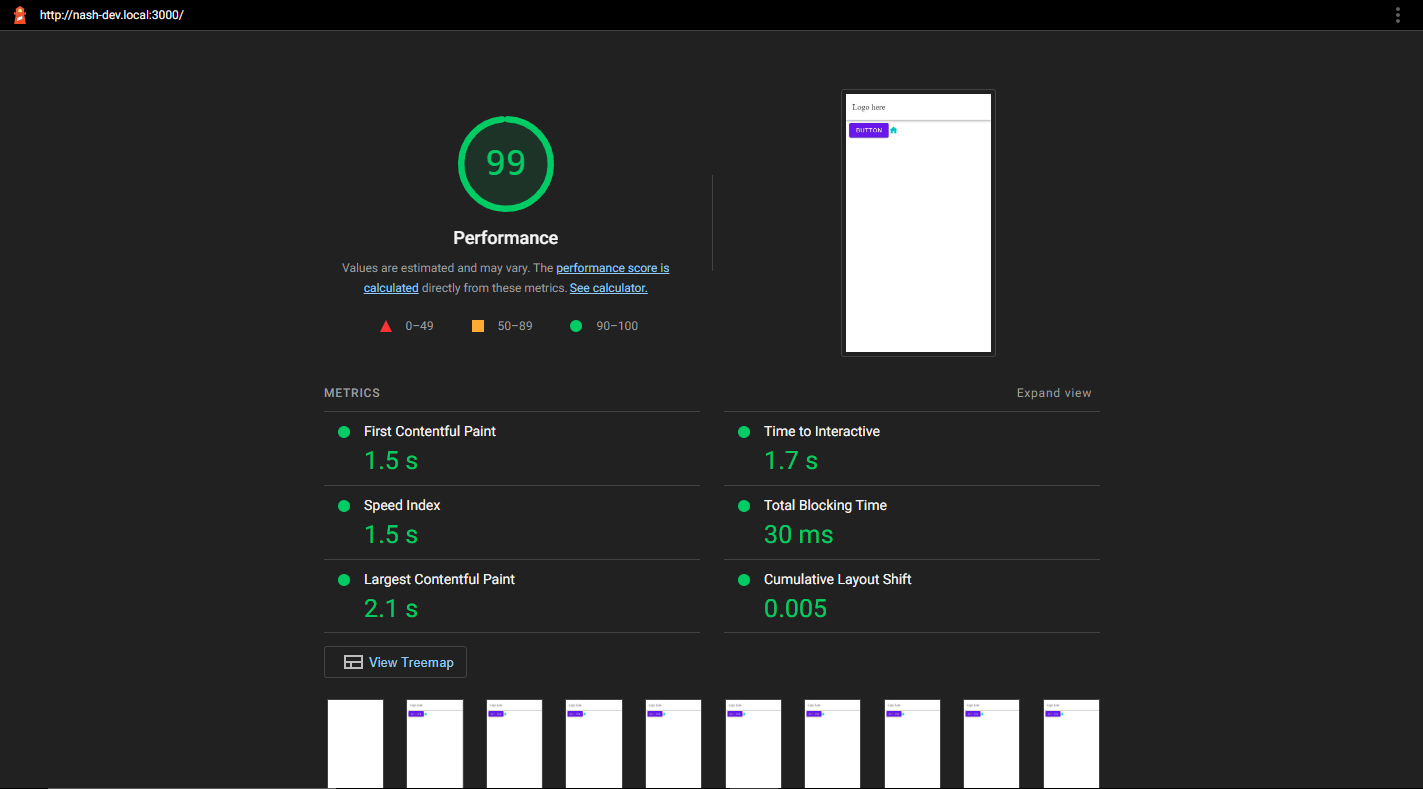 http://nash-dev.local:3000/
99
Performance
Values are estimated and may vary. The performance score is
calculated directly from these metrics. See calculator.
0–49
50–89
90–100
Logo here
BUTTON
METRICS
Expand view
First Contentful Paint
1.5 s
Time to Interactive
1.7 s
Speed Index
1.5 s
Total Blocking Time
30 ms
Largest Contentful Paint
2.1 s
Cumulative Layout Shift
0.005
View Treemap